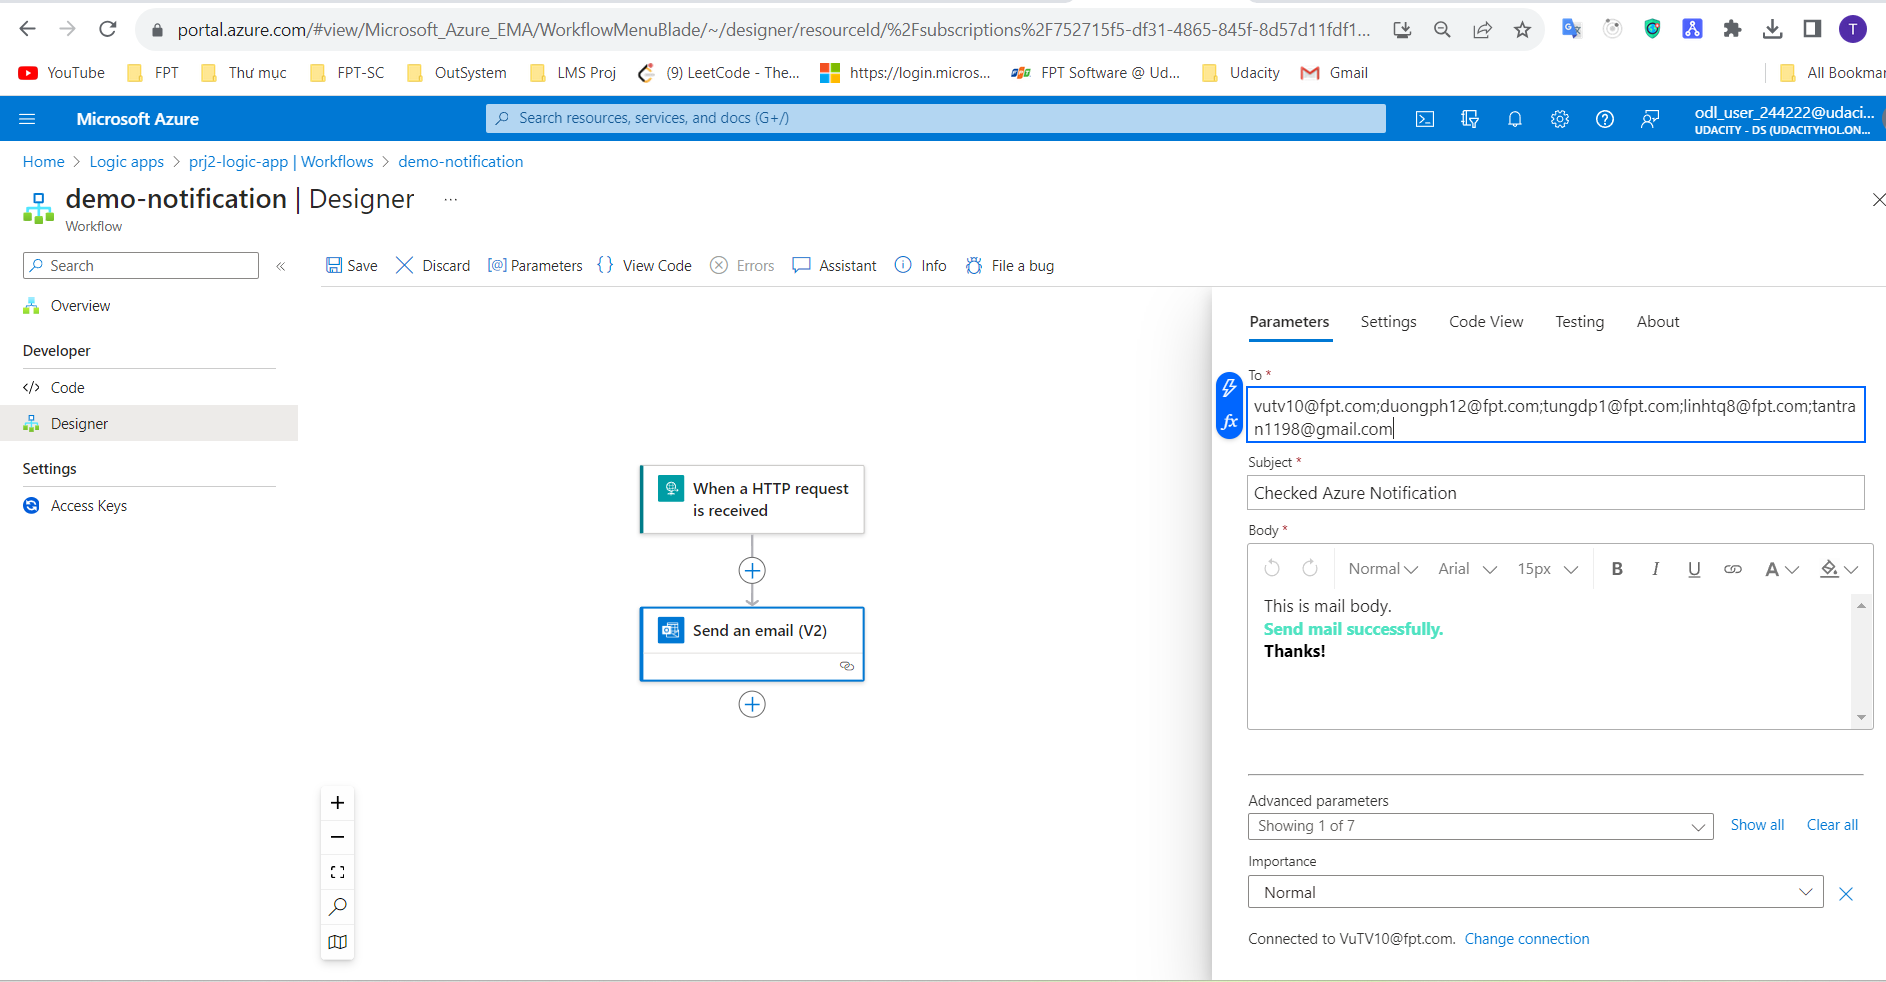 portal.azure.com/#view/Microsoft_Azure_EMA/WorkflowMenuBlade/~/designer/resourceId/%2Fsubscriptions%2F752715f5-df31-4865-845f-8d57d11fdf1...
T
YouTube FPT Thư mục FPT-SC OutSystem LMS Proj (9) LeetCode - The... https://login.micros... FPT Software @ Ud... Udacity Gmail All Bookmar
Microsoft Azure
Search resources, services, and docs (G+/)
odl_user_244222@udaci...
UDACITY - DS (UDACITYHOLON...
Home > Logic apps > prj2-logic-app | Workflows > demo-notification
demo-notification | Designer ...
Workflow
Search «
Save Discard Parameters View Code Errors Assistant Info File a bug
Overview
Developer
Code
Designer
Settings
Access Keys
When a HTTP request
is received
Send an email (V2)
Parameters Settings Code View Testing About
To *
fx
vutv10@fpt.com;duongph12@fpt.com;tungdp1@fpt.com;linhtq8@fpt.com;tantra
n1198@gmail.com
Subject *
Checked Azure Notification
Body *
Normal Arial 15px B I U A
This is mail body.
Send mail successfully.
Thanks!
Advanced parameters
Showing 1 of 7 Show all Clear all
Importance
Normal
Connected to VuTV10@fpt.com. Change connection